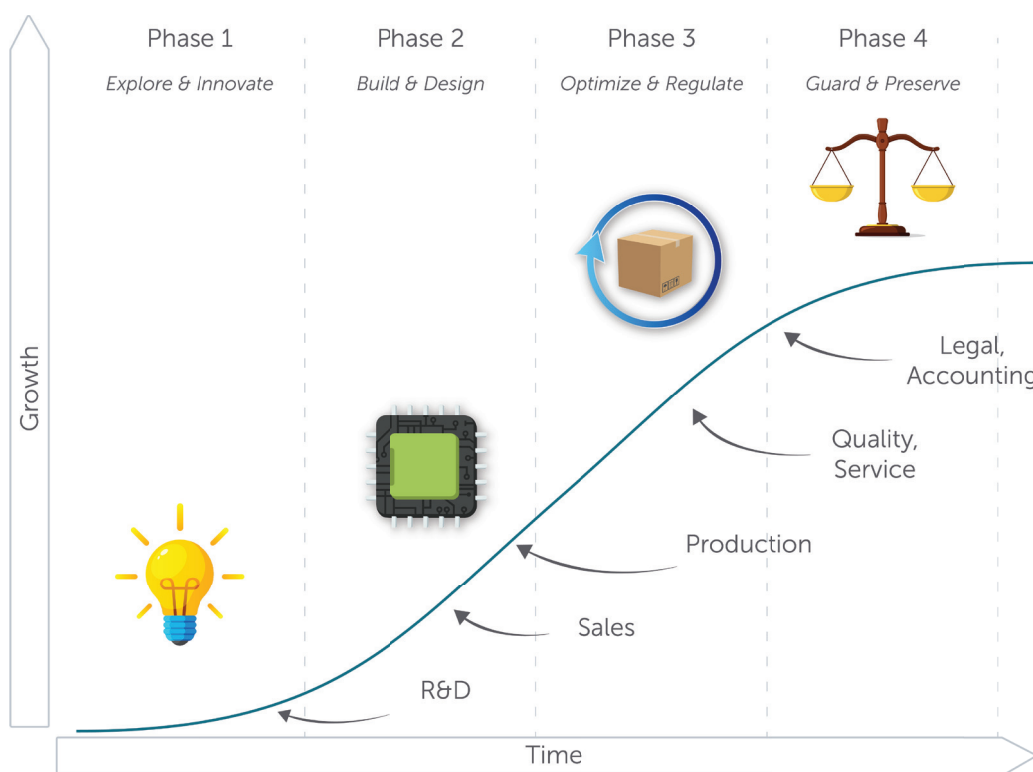 Phase 1
Phase 2
Phase 3
Phase 4
Explore & Innovate
Build & Design
Optimize & Regulate
Guard & Preserve
Growth
Legal,
Accounting
Quality,
Service
Production
Sales
R&D
Time